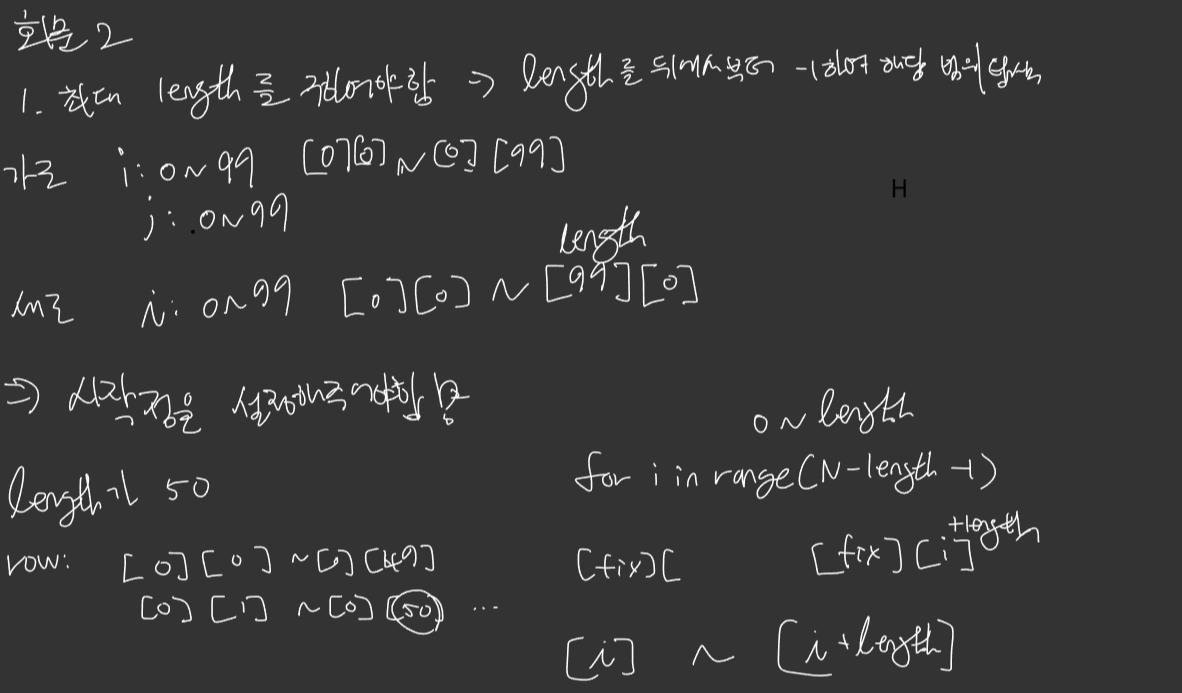 회문2
1. 최대 length를 구하여야함 ⇒ length를 뒤에서부터 -1하여 해당 범위 탐색
가로 i: 0~99 [0][0]~[0][99]
j: 0~99
H
length
세로 i: 0~99 [0][0] ~ [99][0]
⇒ 시작점을 설정해주어야함
0~length
for i in range(N-length-1)
length가 50
+length
row: [0][0] ~[0][49] [fix][ [fix][i]
[0][1] ~[0][50] ...
[i] ~ [i+length]